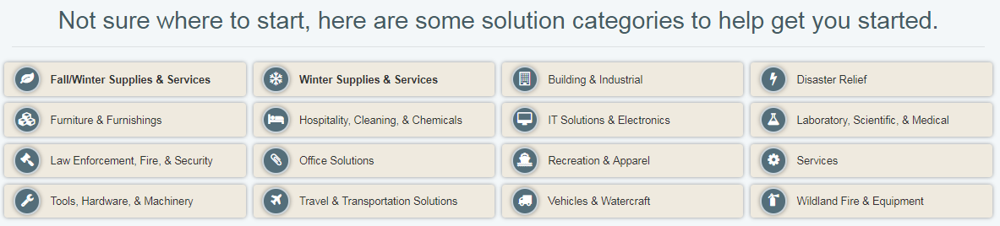 Not sure where to start, here are some solution categories to help get you started.
Fall/Winter Supplies & Services
Winter Supplies & Services
Building & Industrial
Disaster Relief
Furniture & Furnishings
Hospitality, Cleaning, & Chemicals
IT Solutions & Electronics
Laboratory, Scientific, & Medical
Law Enforcement, Fire, & Security
Office Solutions
Recreation & Apparel
Services
Tools, Hardware, & Machinery
Travel & Transportation Solutions
Vehicles & Watercraft
Wildland Fire & Equipment